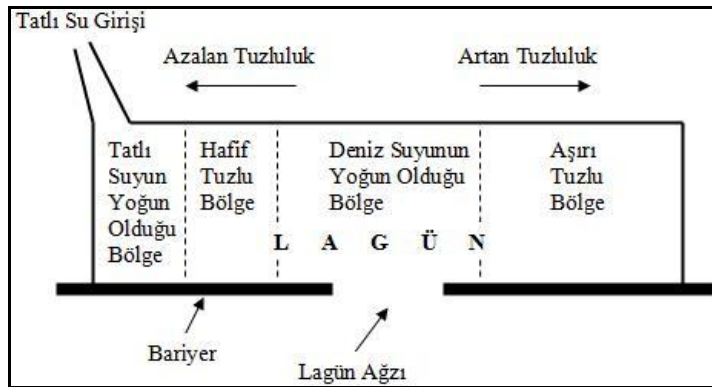 Tatlı Su Girişi
Azalan Tuzluluk
Artan Tuzluluk
Tatlı
Suyun
Yoğun
Olduğu
Bölge
Hafif
Tuzlu
Bölge
Deniz Suyunun
Yoğun Olduğu
Bölge
Aşırı
Tuzlu
Bölge
L A G Ü N
Bariyer
Lagün Ağzı